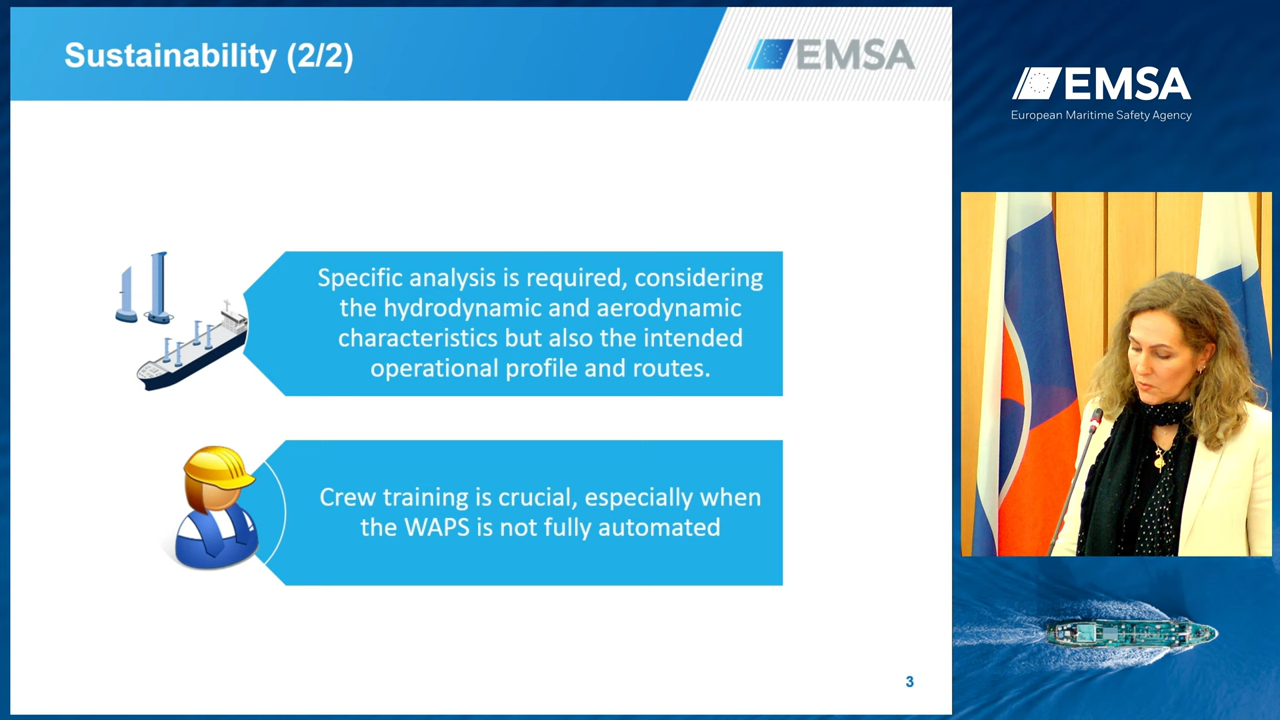 Sustainability (2/2)
EMSA
Specific analysis is required, considering
the hydrodynamic and aerodynamic
characteristics but also the intended
operational profile and routes.
Crew training is crucial, especially when
the WAPS is not fully automated
3
EMSA
European Maritime Safety Agency